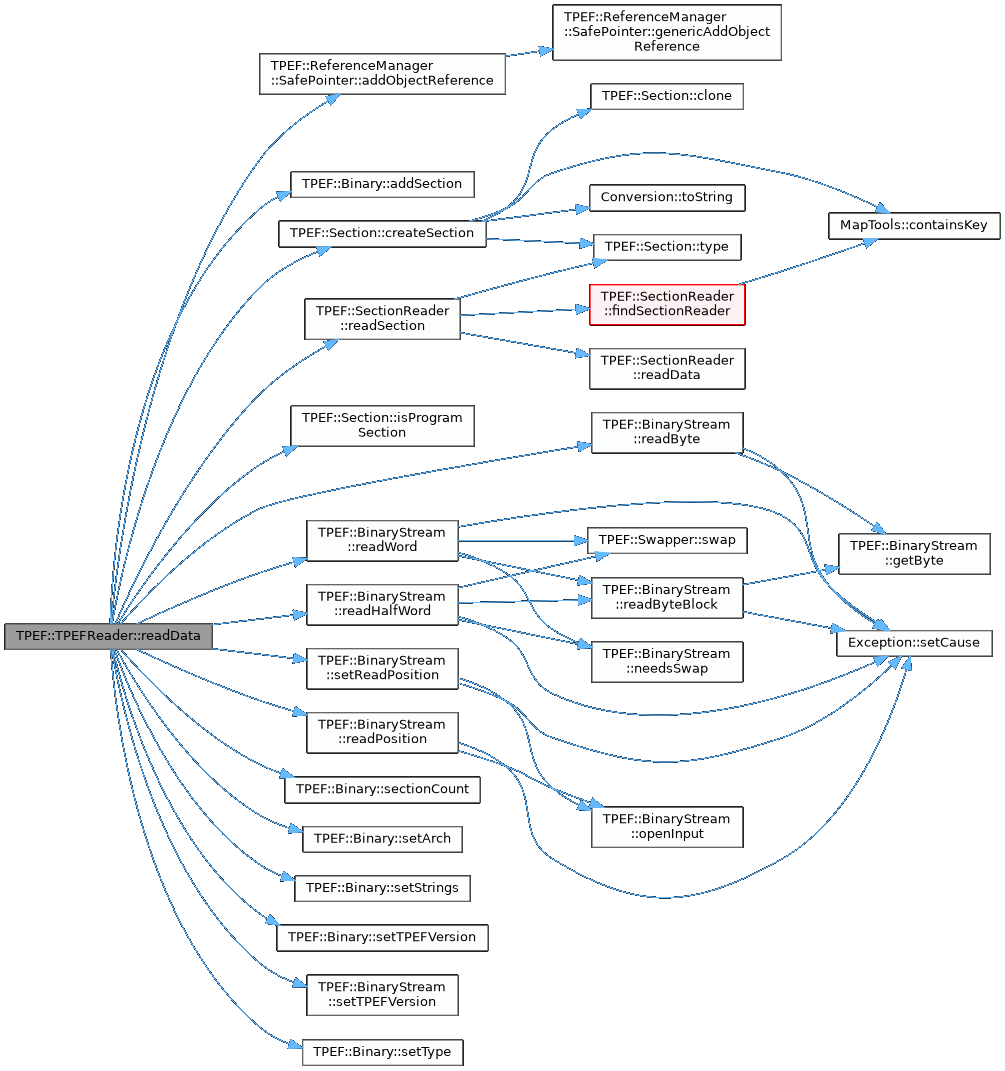 TPEF::ReferenceManager
::SafePointer::genericAddObject
Reference
TPEF::ReferenceManager
::SafePointer::addObjectReference
TPEF::Section::clone
TPEF::Binary::addSection
Conversion::toString
MapTools::containsKey
TPEF::Section::createSection
TPEF::Section::type
TPEF::SectionReader
::findSectionReader
TPEF::SectionReader
::readSection
TPEF::SectionReader
::readData
TPEF::Section::isProgram
Section
TPEF::BinaryStream
::readByte
TPEF::BinaryStream
::readWord
TPEF::Swapper::swap
TPEF::BinaryStream
::getByte
TPEF::BinaryStream
::readHalfWord
TPEF::BinaryStream
::readByteBlock
TPEF::TPEFReader::readData
Exception::setCause
TPEF::BinaryStream
::setReadPosition
TPEF::BinaryStream
::needsSwap
TPEF::BinaryStream
::readPosition
TPEF::Binary::sectionCount
TPEF::BinaryStream
::openInput
TPEF::Binary::setArch
TPEF::Binary::setStrings
TPEF::Binary::setTPEFVersion
TPEF::BinaryStream
::setTPEFVersion
TPEF::Binary::setType